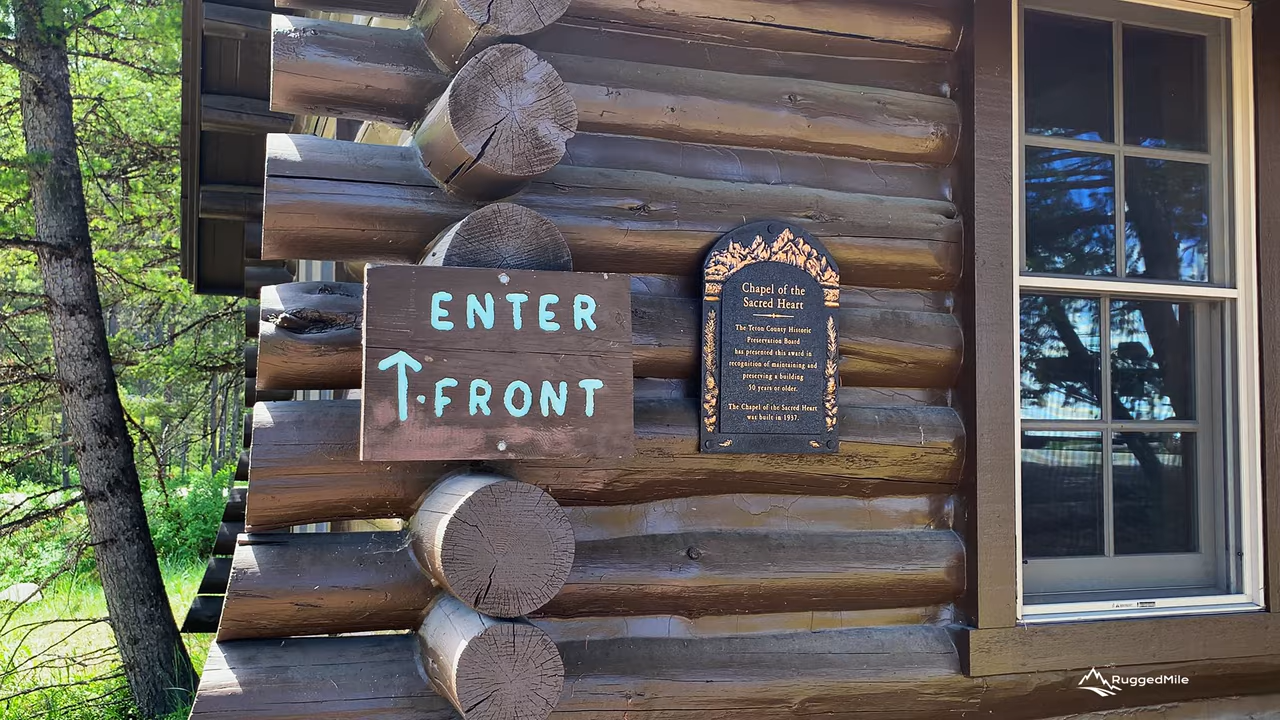 ENTER
↑·FRONT
Chapel of the
Sacred Heart
The Teton County Historic
Preservation Board
has presented this award in
recognition of maintaining and
preserving a building
50 years or older.
The Chapel of the Sacred Heart
was built in 1937.
RuggedMile